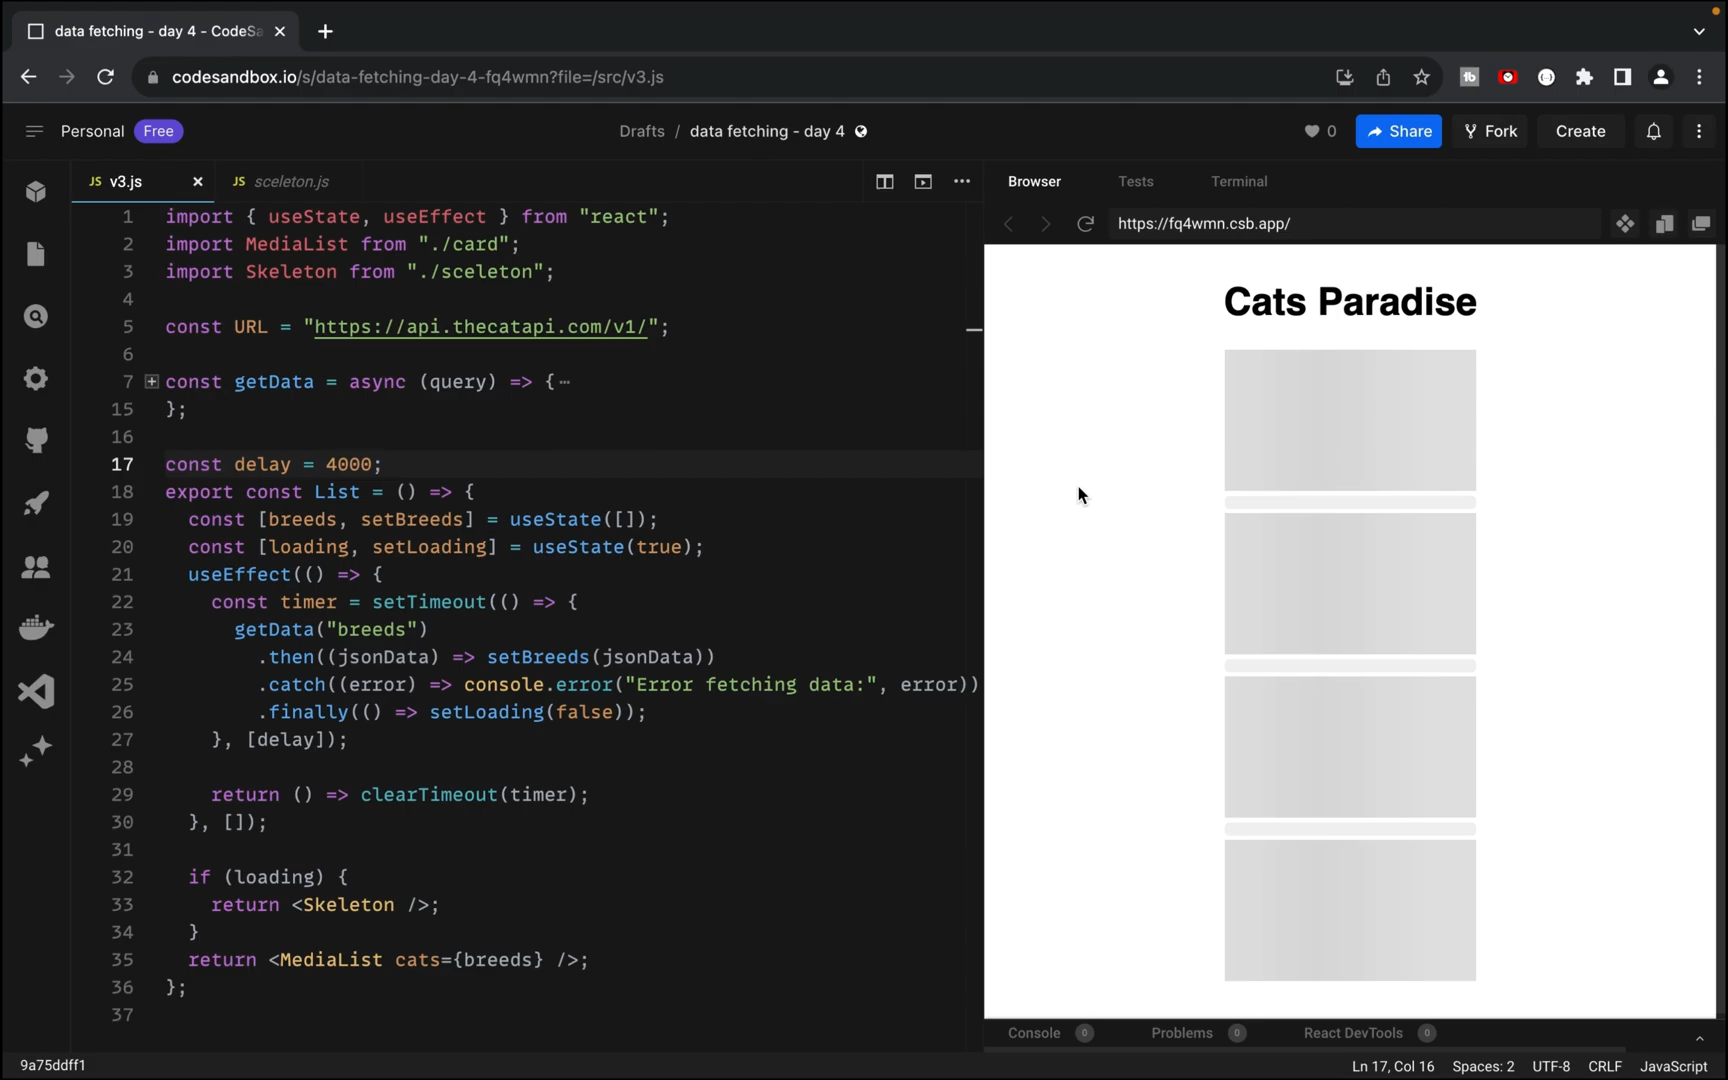 data fetching - day 4 - CodeSa
codesandbox.io/s/data-fetching-day-4-fq4wmn?file=/src/v3.js
Personal Free
Drafts / data fetching - day 4
0 Share Fork Create
JS v3.js
JS sceleton.js
Browser Tests Terminal
https://fq4wmn.csb.app/
1 import { useState, useEffect } from "react";
2 import MediaList from "./card";
3 import Skeleton from "./sceleton";
4
5 const URL = "https://api.thecatapi.com/v1/";
6
7 const getData = async (query) => {⋯
15 };
16
17 const delay = 4000;
18 export const List = () => {
19 const [breeds, setBreeds] = useState([]);
20 const [loading, setLoading] = useState(true);
21 useEffect(() => {
22 const timer = setTimeout(() => {
23 getData("breeds")
24 .then((jsonData) => setBreeds(jsonData))
25 .catch((error) => console.error("Error fetching data:", error))
26 .finally(() => setLoading(false));
27 }, [delay]);
28
29 return () => clearTimeout(timer);
30 }, []);
31
32 if (loading) {
33 return <Skeleton />;
34 }
35 return <MediaList cats={breeds} />;
36 };
37
Cats Paradise
Console 0 Problems 0 React DevTools 0
9a75ddff1
Ln 17, Col 16 Spaces: 2 UTF-8 CRLF JavaScript